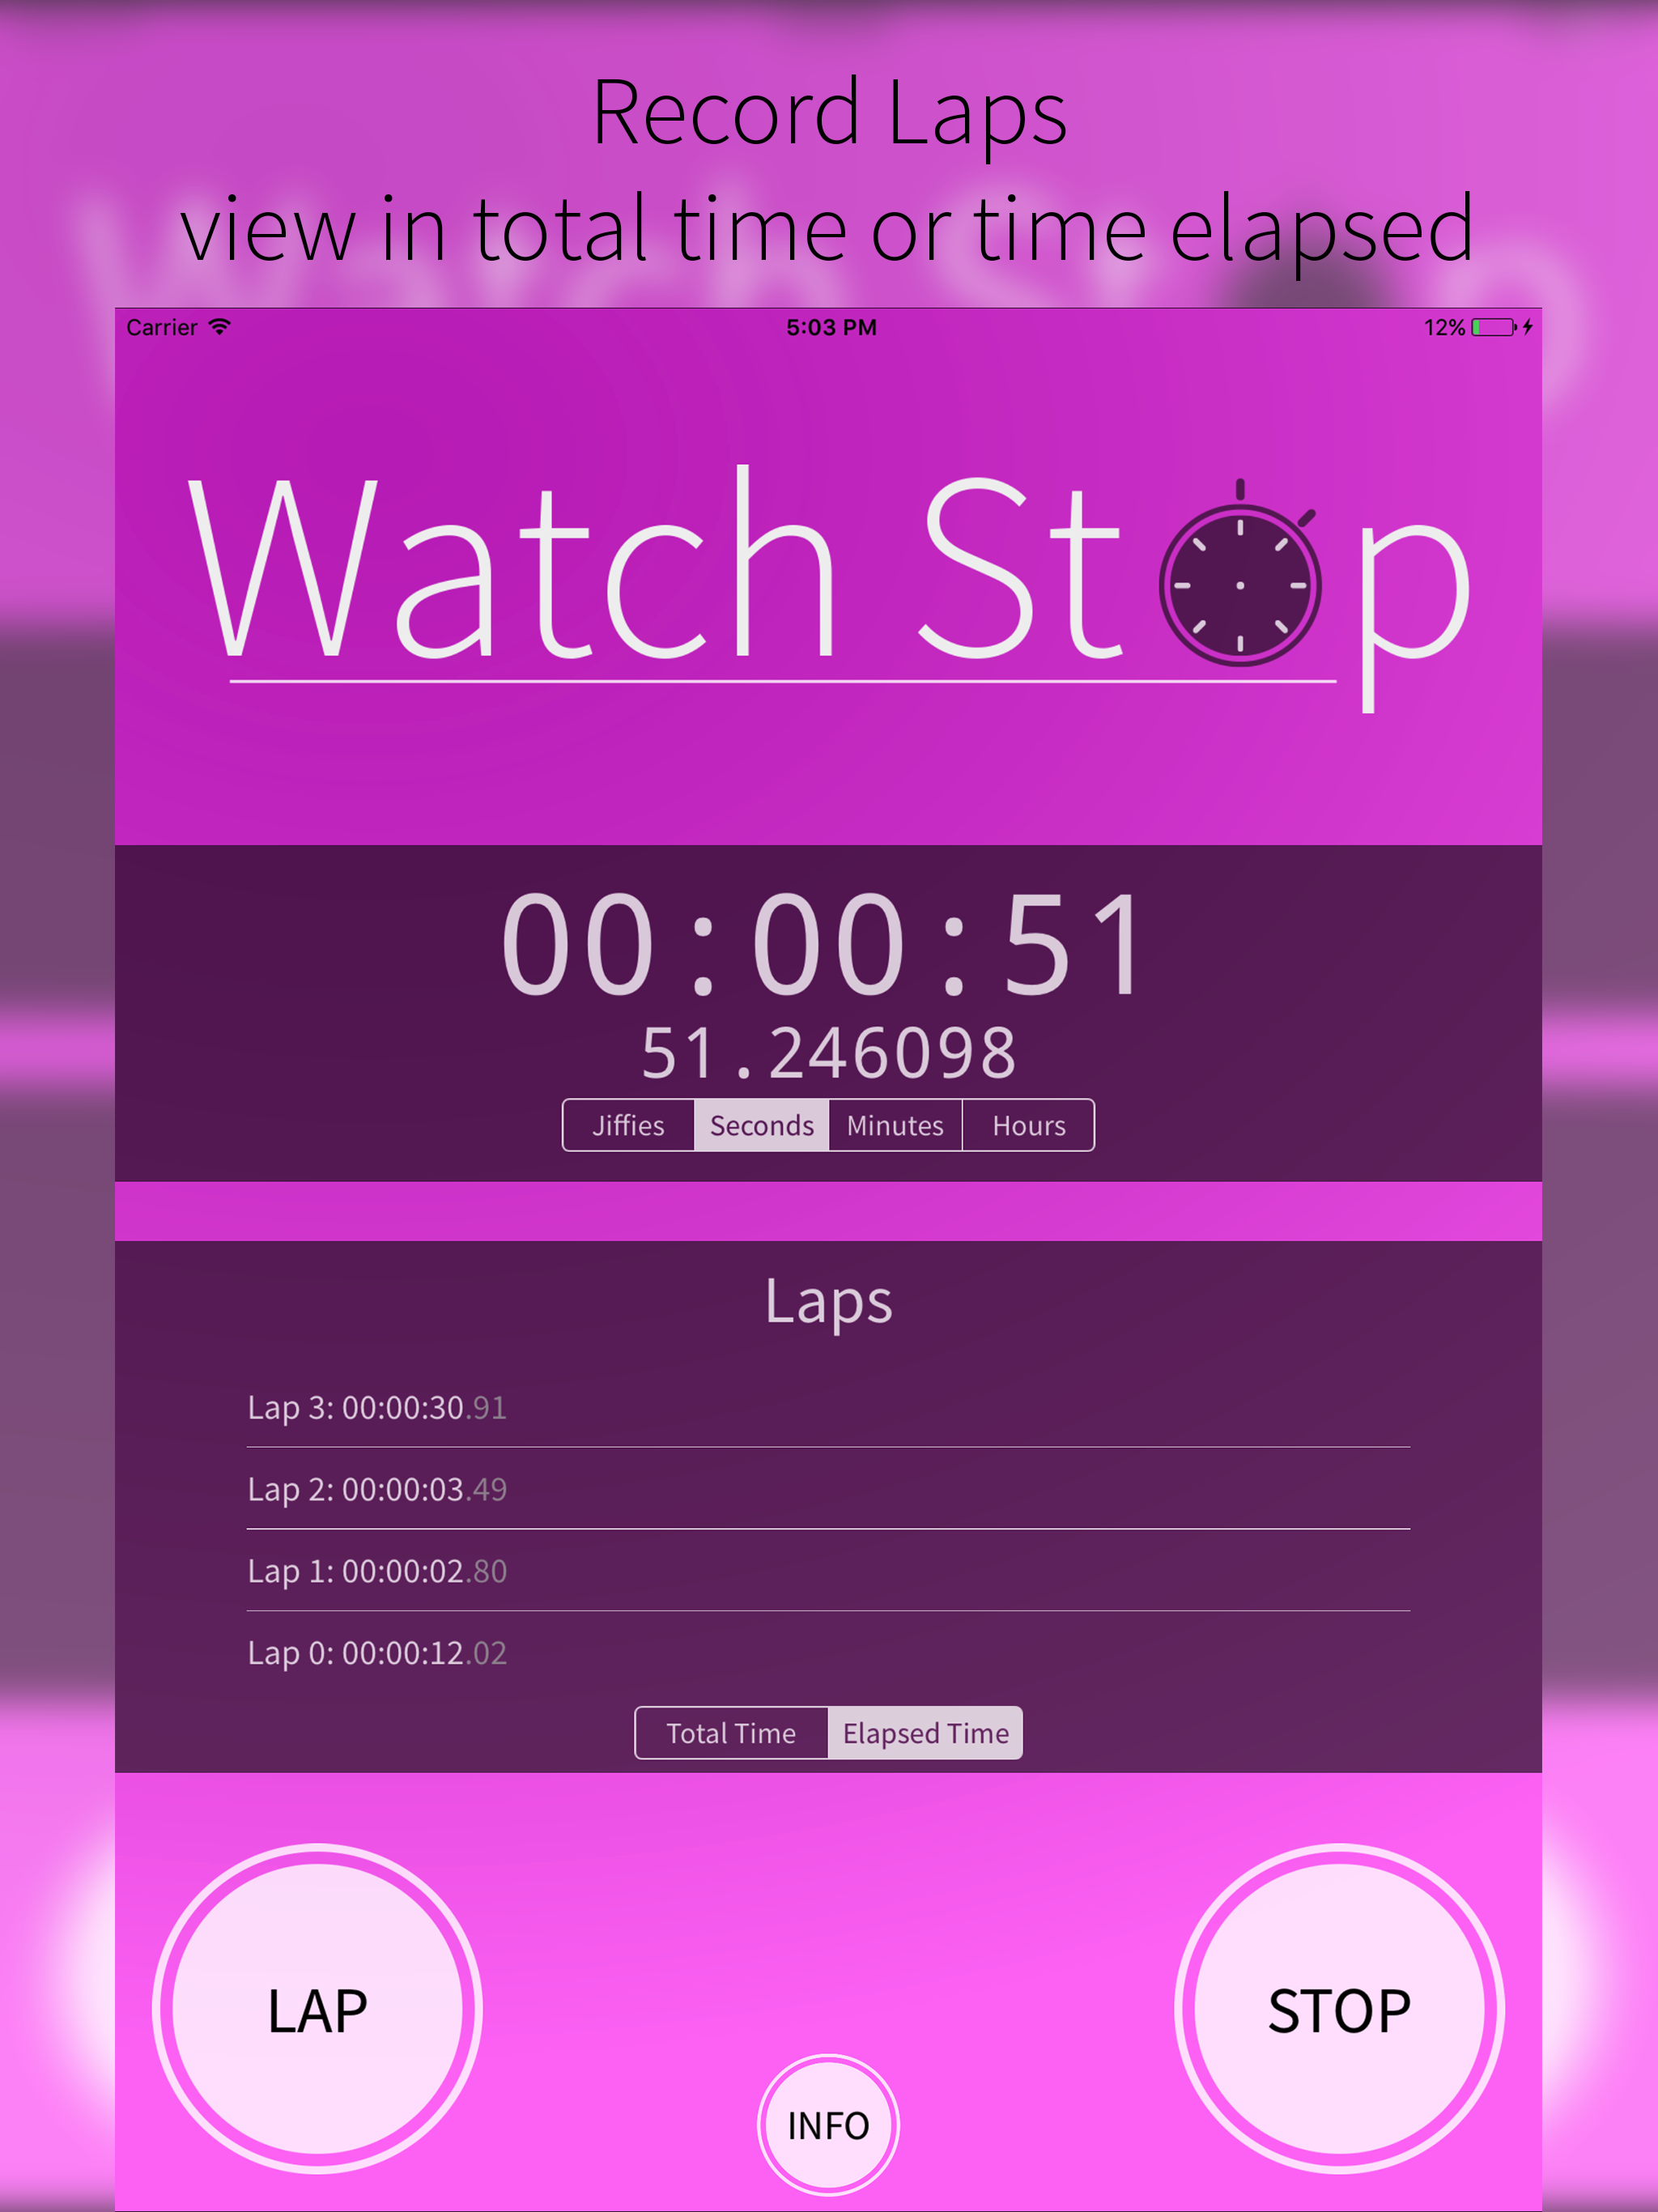 Record Laps
view in total time or time elapsed
Carrier 5:03 PM 12%
Watch Stop
00:00:51
51.246098
Jiffies Seconds Minutes Hours
Laps
Lap 3: 00:00:30.91
Lap 2: 00:00:03.49
Lap 1: 00:00:02.80
Lap 0: 00:00:12.02
Total Time Elapsed Time
LAP
STOP
INFO